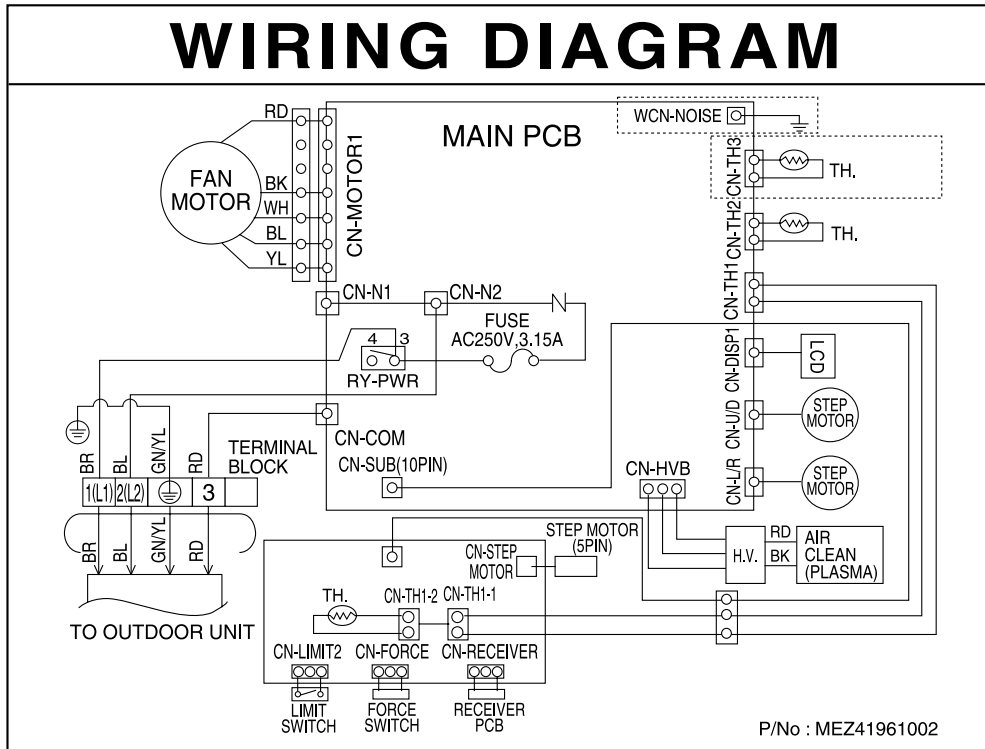 WIRING DIAGRAM
MAIN PCB
WCN-NOISE
RD
FAN
MOTOR
BK
WH
BL
YL
CN-MOTOR1
CN-TH3
TH.
CN-TH2
TH.
CN-TH1
CN-N1
CN-N2
N
FUSE
AC250V,3.15A
4 3
RY-PWR
CN-DISP1
LCD
CN-U/D
STEP
MOTOR
CN-L/R
STEP
MOTOR
CN-COM
CN-SUB(10PIN)
TERMINAL
BLOCK
BR
BL
GN/YL
RD
1(L1) 2(L2) 3
BR
BL
GN/YL
RD
TO OUTDOOR UNIT
CN-HVB
H.V.
RD
BK
AIR
CLEAN
(PLASMA)
STEP MOTOR
(5PIN)
CN-STEP
MOTOR
TH.
CN-TH1-2
CN-TH1-1
CN-LIMIT2
CN-FORCE
CN-RECEIVER
LIMIT
SWITCH
FORCE
SWITCH
RECEIVER
PCB
P/No : MEZ41961002